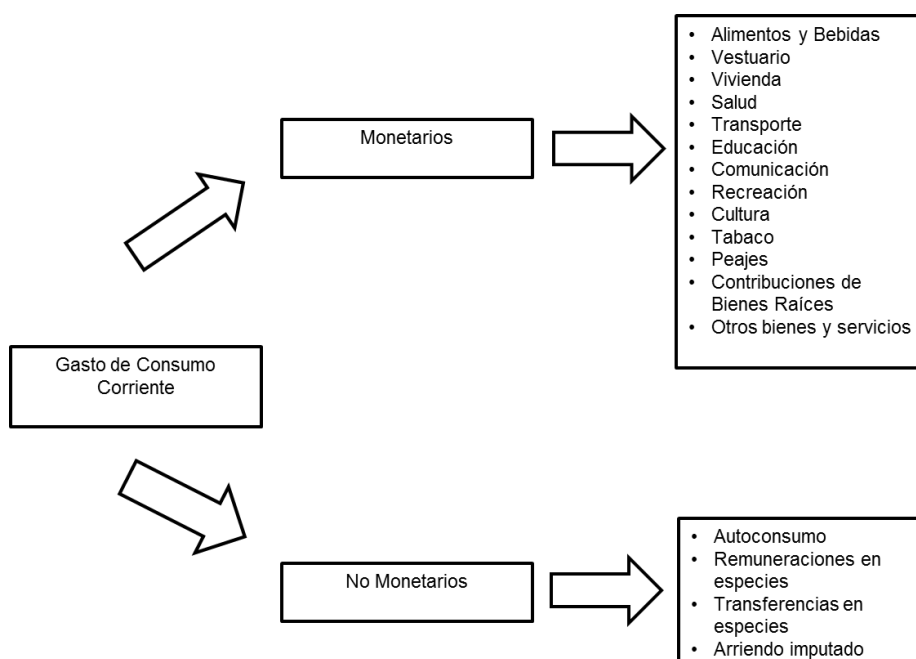 Gasto de Consumo
Corriente
Monetarios
• Alimentos y Bebidas
• Vestuario
• Vivienda
• Salud
• Transporte
• Educación
• Comunicación
• Recreación
• Cultura
• Tabaco
• Peajes
• Contribuciones de
Bienes Raíces
• Otros bienes y servicios
No Monetarios
• Autoconsumo
• Remuneraciones en
especies
• Transferencias en
especies
• Arriendo imputado